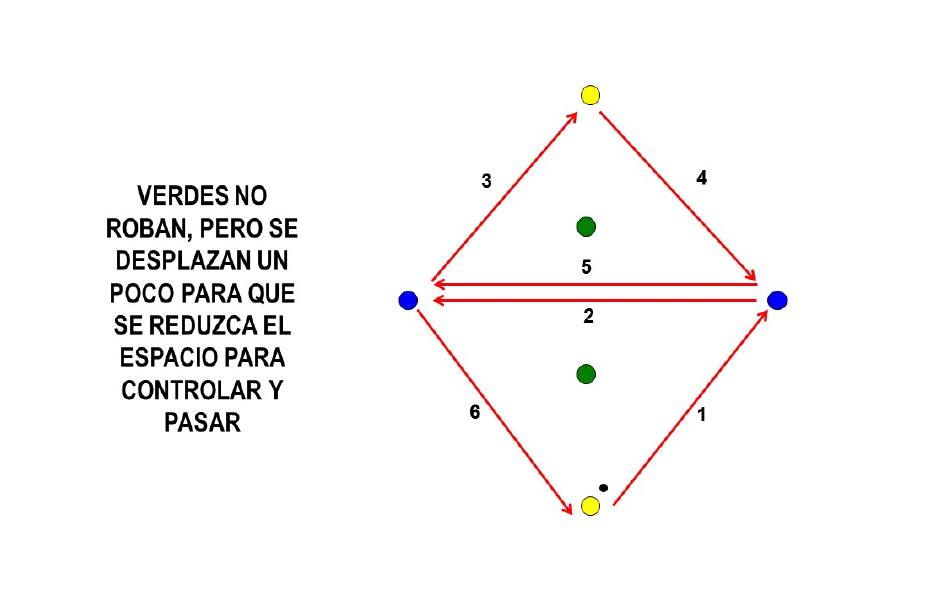 VERDES NO
ROBAN, PERO SE
DESPLAZAN UN
POCO PARA QUE
SE REDUZCA EL
ESPACIO PARA
CONTROLAR Y
PASAR
3
4
5
2
6
1